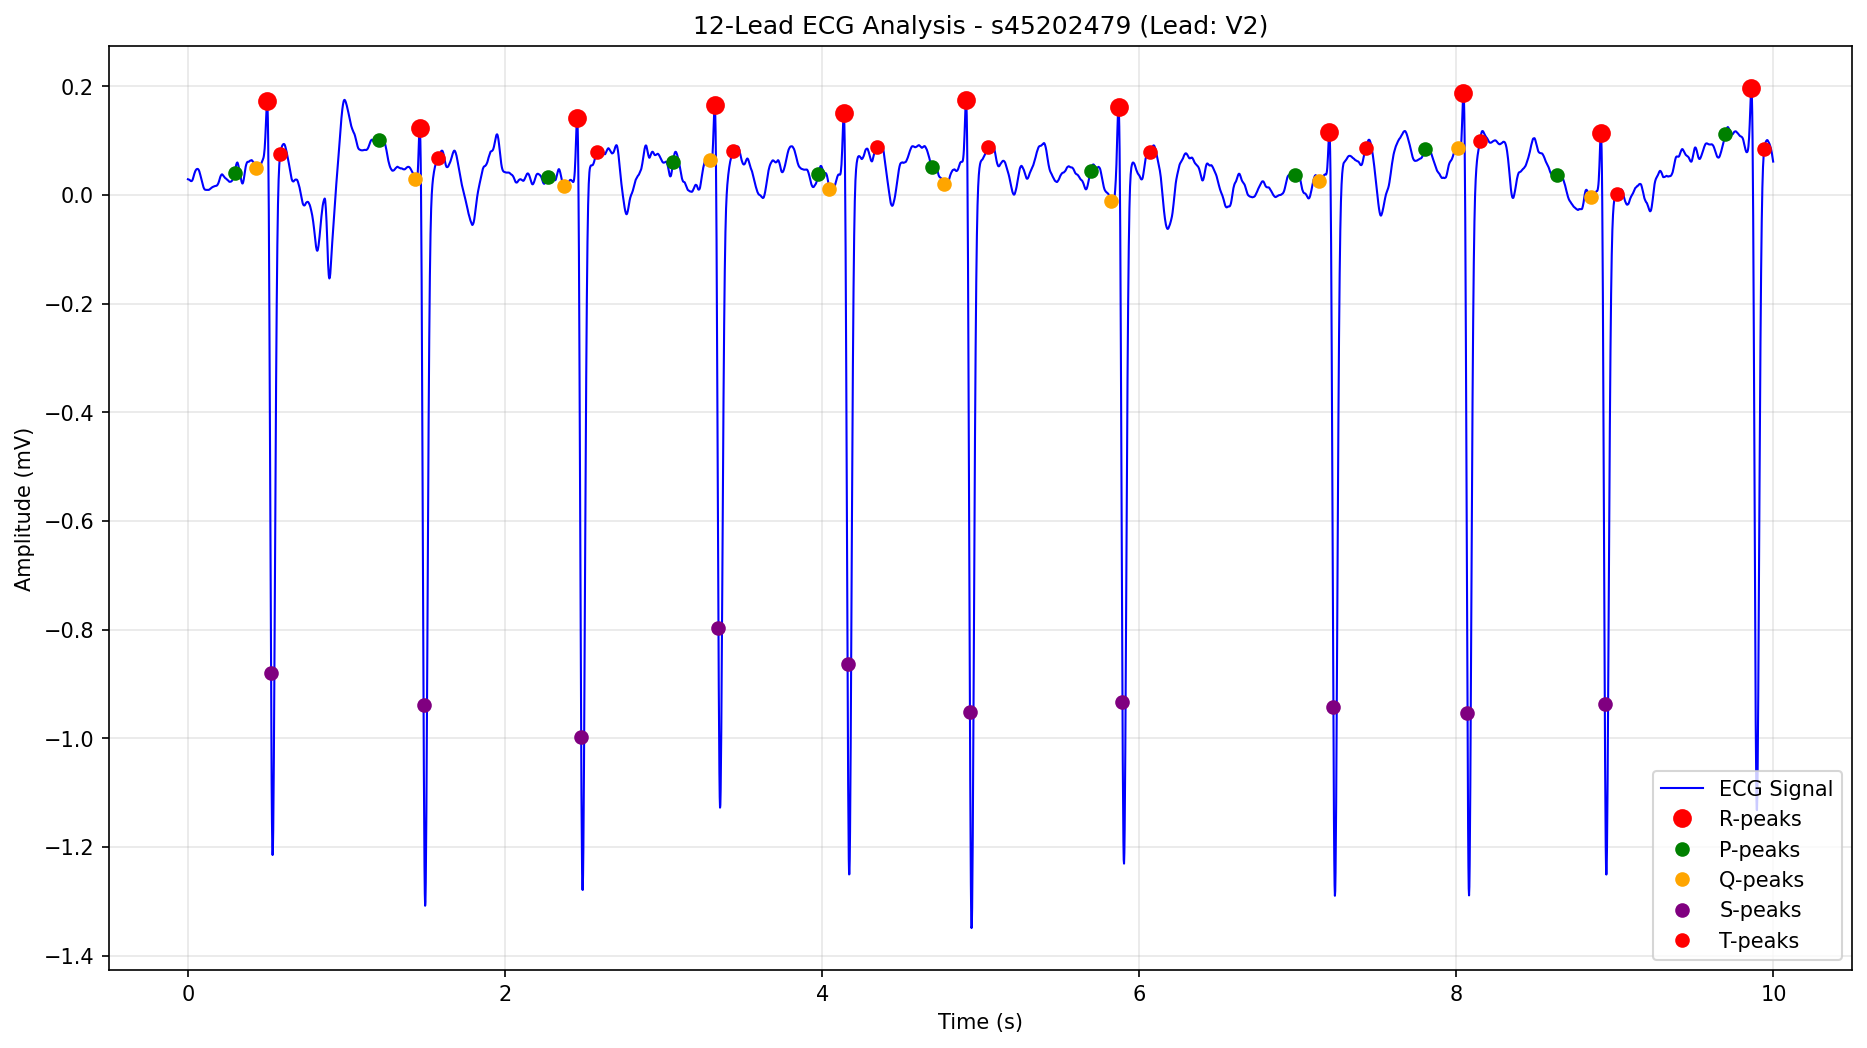 12-Lead ECG Analysis - s45202479 (Lead: V2)
0.2
0.0
−0.2
−0.4
−0.6
−0.8
−1.0
−1.2
−1.4
Amplitude (mV)
0 2 4 6 8 10
Time (s)
ECG Signal
R-peaks
P-peaks
Q-peaks
S-peaks
T-peaks